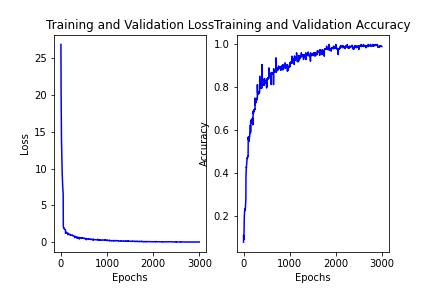 Training and Validation Loss
Loss
25
20
15
10
5
0
0 1000 2000 3000
Epochs
Training and Validation Accuracy
Accuracy
1.0
0.8
0.6
0.4
0.2
0 1000 2000 3000
Epochs